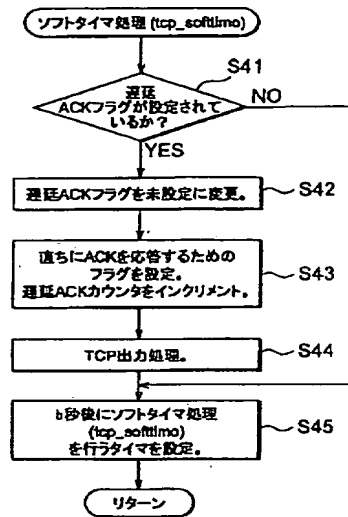 ソフトタイマ処理 (tcp_softtimo)
S41
遅延
ACKフラグが設定されて
いるか?
NO
YES
遅延ACKフラグを未設定に変更。
S42
直ちにACKを応答するための
フラグを設定。
遅延ACKカウンタをインクリメント。
S43
TCP出力処理。
S44
b秒後にソフトタイマ処理
(tcp_softtimo)
を行うタイマを設定。
S45
リターン